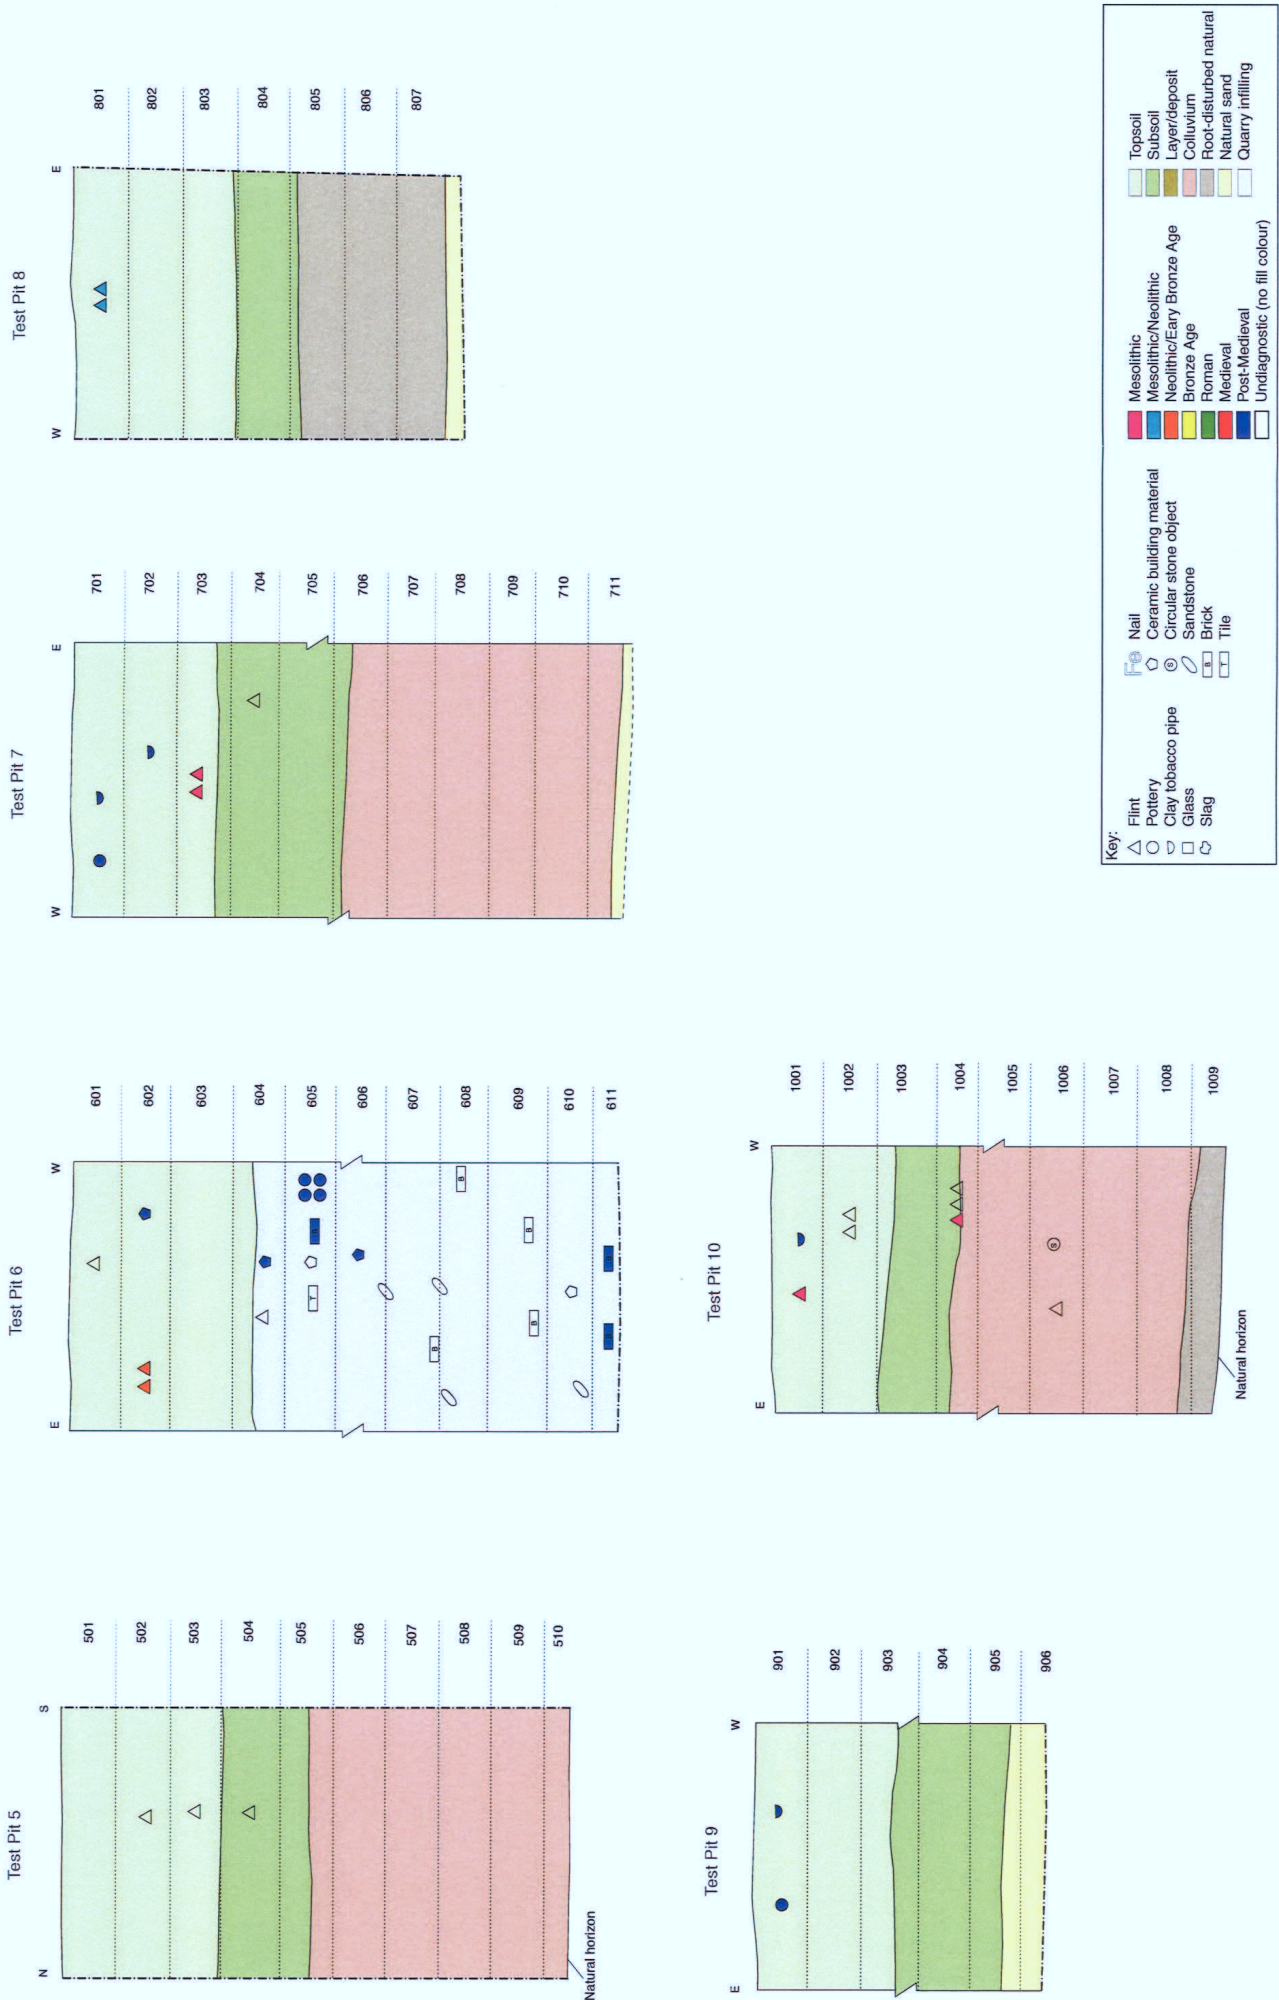 Test Pit 5
N
S
501
502
503
504
505
506
507
508
509
510
Natural horizon
Test Pit 6
E
W
601
602
603
604
605
606
607
608
609
610
611
T
B
B
B
B
B
B
B
Test Pit 7
W
E
701
702
703
704
705
706
707
708
709
710
711
Test Pit 8
W
E
801
802
803
804
805
806
807
Test Pit 9
E
W
901
902
903
904
905
906
Test Pit 10
E
W
1001
1002
1003
1004
1005
1006
1007
1008
1009
S
Natural horizon
Key:
Flint
Pottery
Clay tobacco pipe
Glass
Slag
Fe Nail
Ceramic building material
S Circular stone object
Sandstone
B Brick
T Tile
Mesolithic
Mesolithic/Neolithic
Neolithic/Eary Bronze Age
Bronze Age
Roman
Medieval
Post-Medieval
Undiagnostic (no fill colour)
Topsoil
Subsoil
Layer/deposit
Colluvium
Root-disturbed natural
Natural sand
Quarry infilling